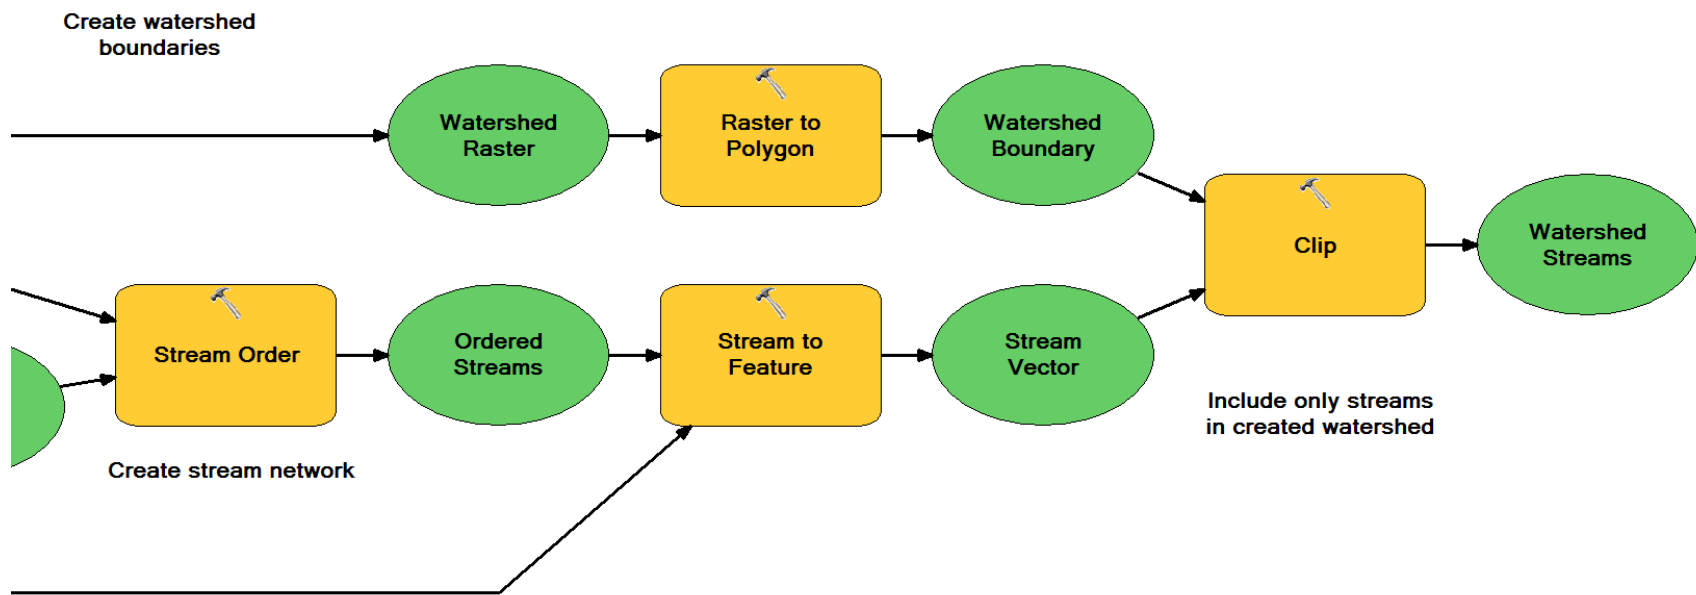 Create watershed
boundaries
Watershed
Raster
Raster to
Polygon
Watershed
Boundary
Clip
Watershed
Streams
Stream Order
Ordered
Streams
Stream to
Feature
Stream
Vector
Include only streams
in created watershed
Create stream network